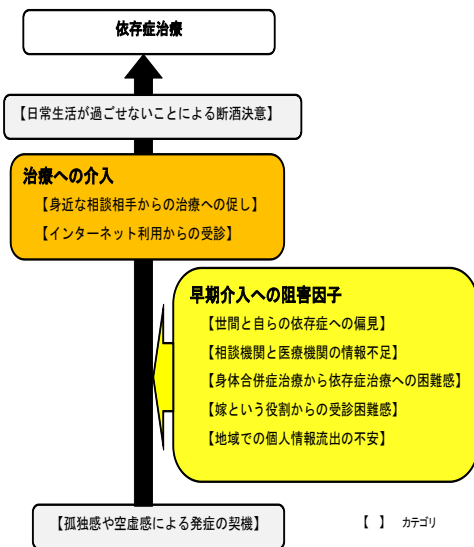 依存症治療
【日常生活が過ごせないことによる断酒決意】
治療への介入
【身近な相談相手からの治療への促し】
【インターネット利用からの受診】
早期介入への阻害因子
【世間と自らの依存症への偏見】
【相談機関と医療機関の情報不足】
【身体合併症治療から依存症治療への困難感】
【嫁という役割からの受診困難感】
【地域での個人情報流出の不安】
【孤独感や空虚感による発症の契機】
【 】 カテゴリ